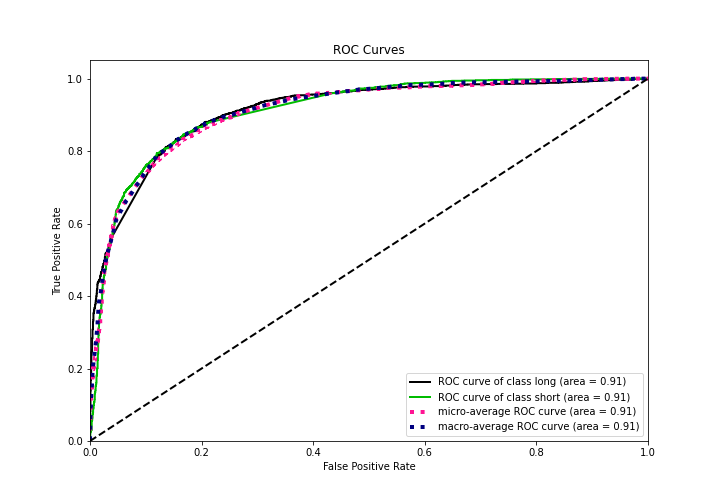 ROC Curves
True Positive Rate
1.0
0.8
0.6
0.4
0.2
0.0
0.0 0.2 0.4 0.6 0.8 1.0
False Positive Rate
ROC curve of class long (area = 0.91)
ROC curve of class short (area = 0.91)
micro-average ROC curve (area = 0.91)
macro-average ROC curve (area = 0.91)